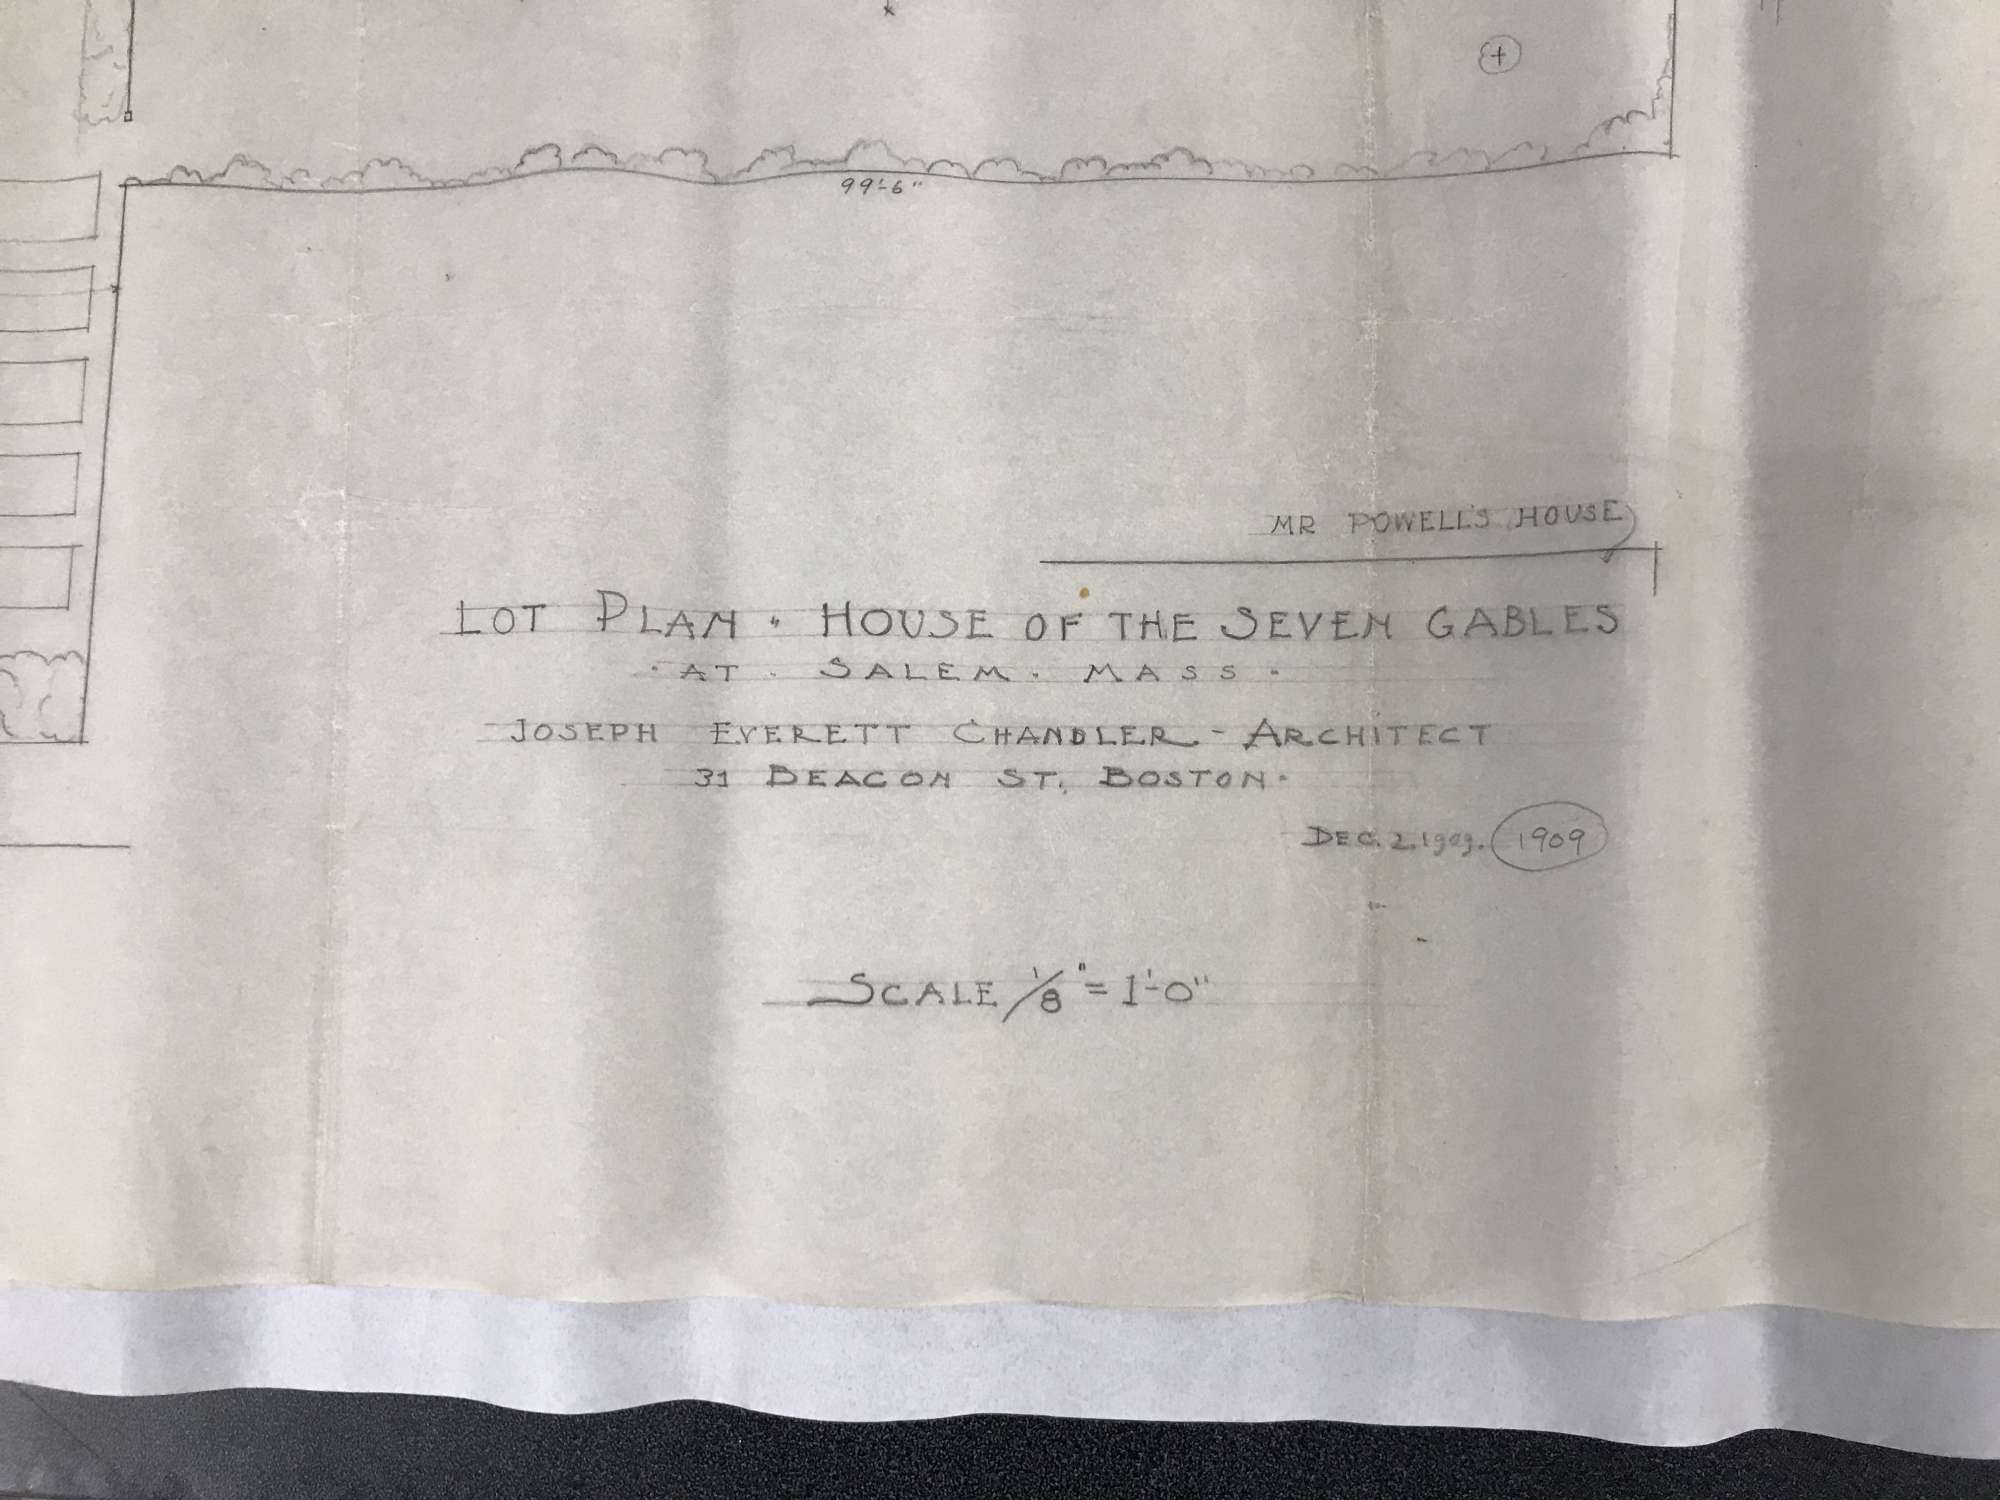 99'-6"
MR POWELL'S HOUSE
LOT PLAN · HOUSE OF THE SEVEN GABLES
· AT · SALEM · MASS ·
JOSEPH EVERETT CHANDLER - ARCHITECT
31 BEACON ST. BOSTON ·
DEC. 2. 1909. 1909
SCALE 1/8" = 1'-0"